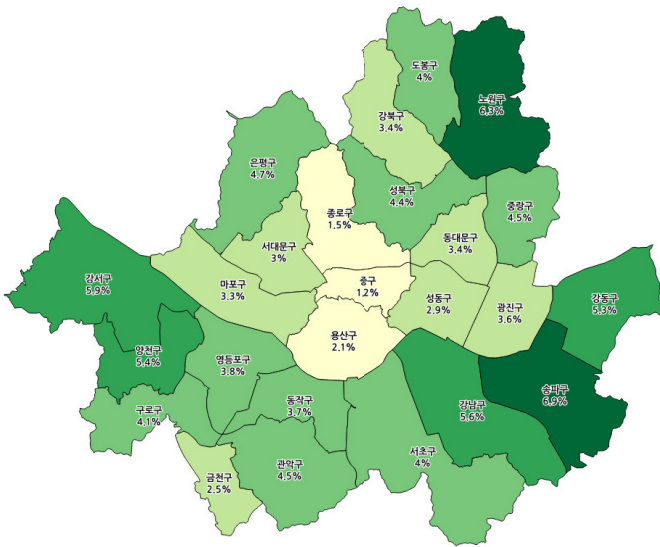 도봉구
4%
노원구
6.3%
강북구
3.4%
은평구
4.7%
성북구
4.4%
중랑구
4.5%
종로구
1.5%
동대문구
3.4%
서대문구
3%
강서구
5.9%
마포구
3.3%
중구
1.2%
성동구
2.9%
광진구
3.6%
강동구
5.3%
용산구
2.1%
양천구
5.4%
영등포구
3.8%
송파구
6.9%
동작구
3.7%
강남구
5.6%
구로구
4.1%
서초구
4%
관악구
4.5%
금천구
2.5%